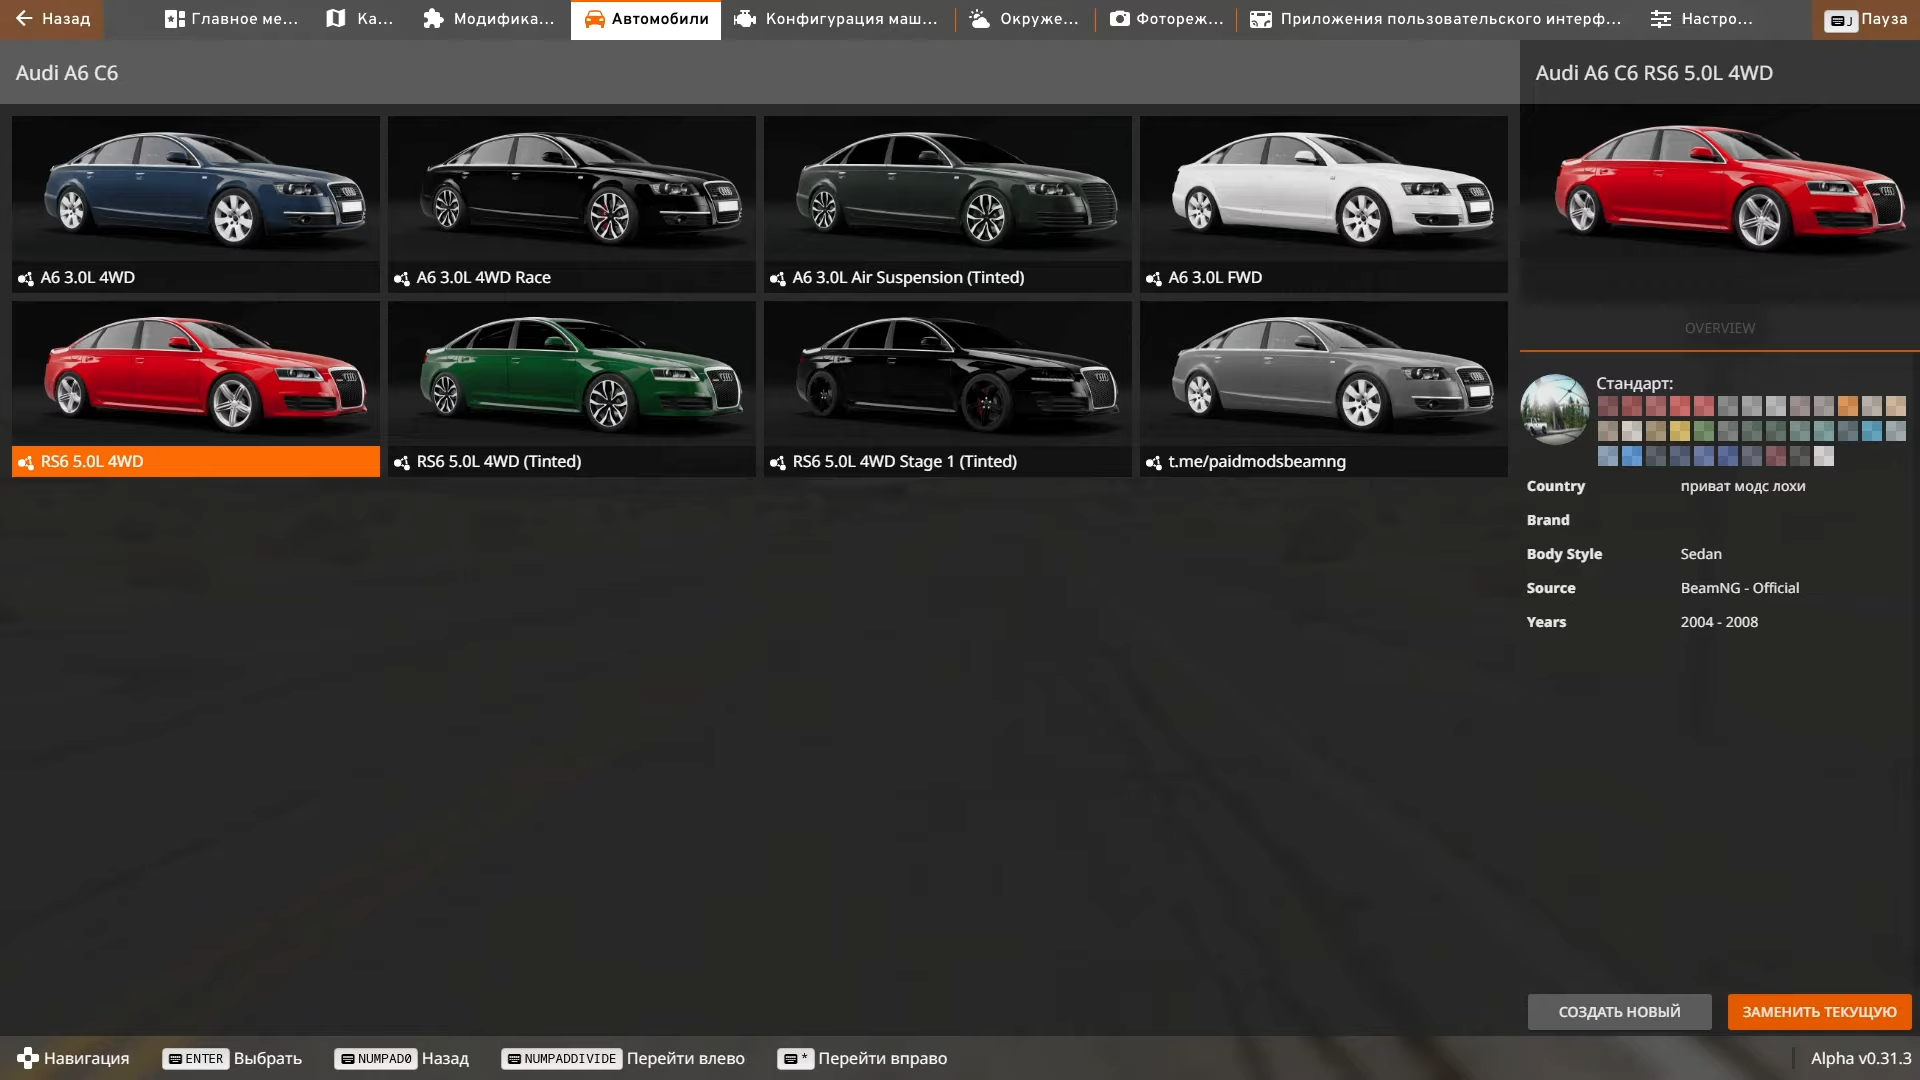 Назад
Главное ме...
Ка...
Модифика...
Автомобили
Конфигурация маш...
Окруже...
Фотореж...
Приложения пользовательского интерф...
Настро...
J Пауза
Audi A6 C6
Audi A6 C6 RS6 5.0L 4WD
A6 3.0L 4WD
A6 3.0L 4WD Race
A6 3.0L Air Suspension (Tinted)
A6 3.0L FWD
RS6 5.0L 4WD
RS6 5.0L 4WD (Tinted)
RS6 5.0L 4WD Stage 1 (Tinted)
t.me/paidmodsbeamng
OVERVIEW
Стандарт:
Country приват модс лохи
Brand
Body Style Sedan
Source BeamNG - Official
Years 2004 - 2008
СОЗДАТЬ НОВЫЙ
ЗАМЕНИТЬ ТЕКУЩУЮ
Навигация
ENTER Выбрать
NUMPAD0 Назад
NUMPADDIVIDE Перейти влево
* Перейти вправо
Alpha v0.31.3